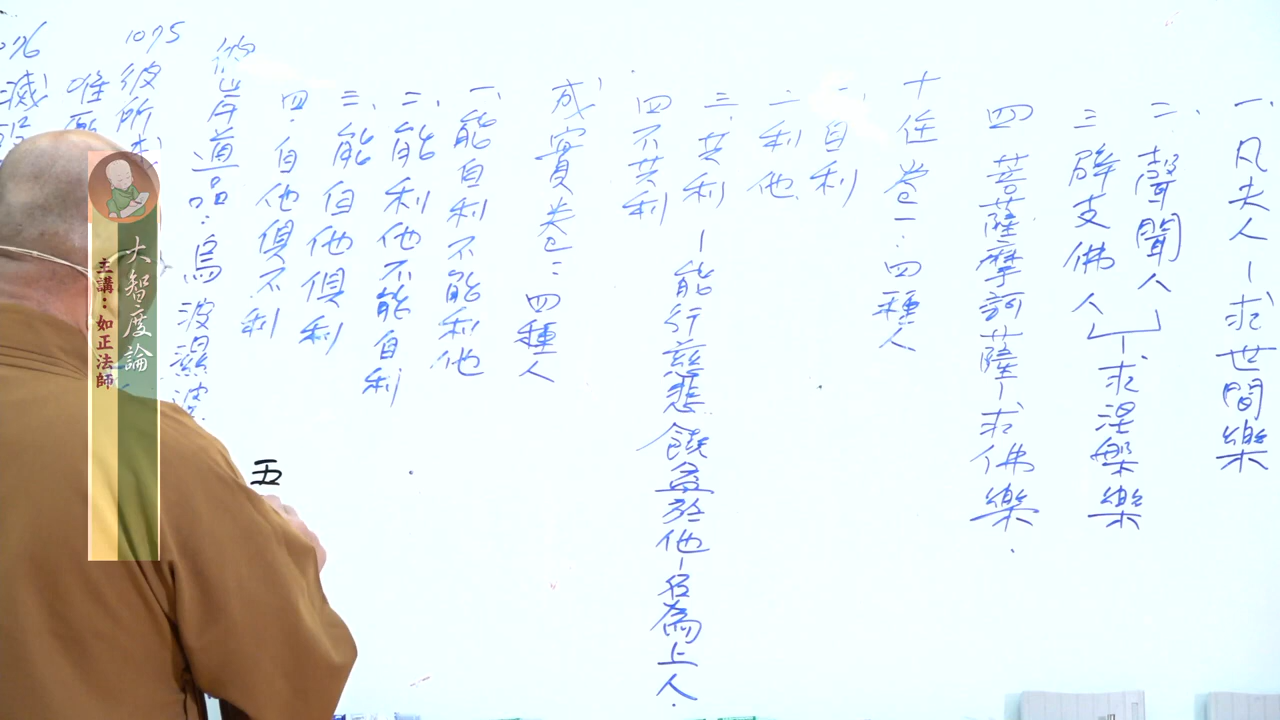 一、凡夫人－求世間樂
二、聲聞人
三 辟支佛人
－求涅槃樂
四 菩薩摩訶薩－求佛樂
十住卷一：四種人
一、自利
二 利他
三、共利－能行慈悲饒益於他－名為上人
四 不共利
成實卷二：四種人
一、能自利不能利他
二、能利他不能自利
三、能自他俱利
四、自他俱不利
彼岸道品：烏波濕波
五
1075
彼所
唯
1096
滅
大智度論
主講：如正法師